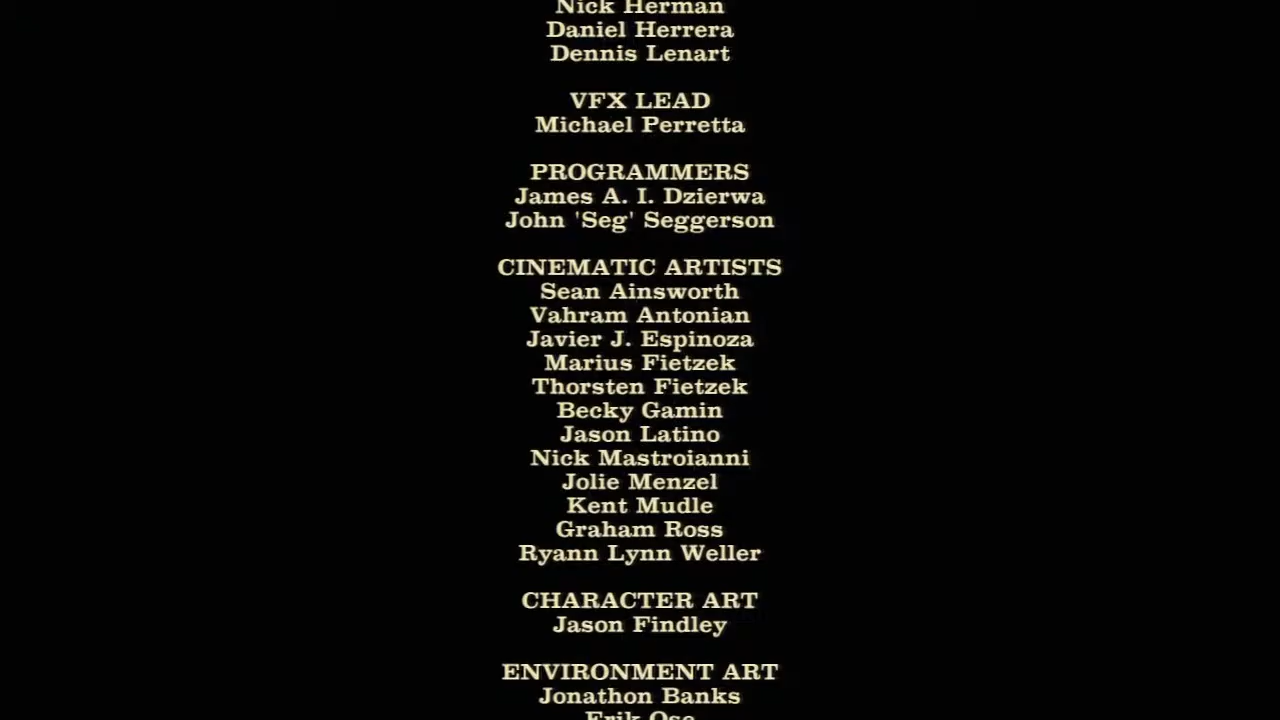 Nick Herman
Daniel Herrera
Dennis Lenart
VFX LEAD
Michael Perretta
PROGRAMMERS
James A. I. Dzierwa
John 'Seg' Seggerson
CINEMATIC ARTISTS
Sean Ainsworth
Vahram Antonian
Javier J. Espinoza
Marius Fietzek
Thorsten Fietzek
Becky Gamin
Jason Latino
Nick Mastroianni
Jolie Menzel
Kent Mudle
Graham Ross
Ryann Lynn Weller
CHARACTER ART
Jason Findley
ENVIRONMENT ART
Jonathon Banks
Erik